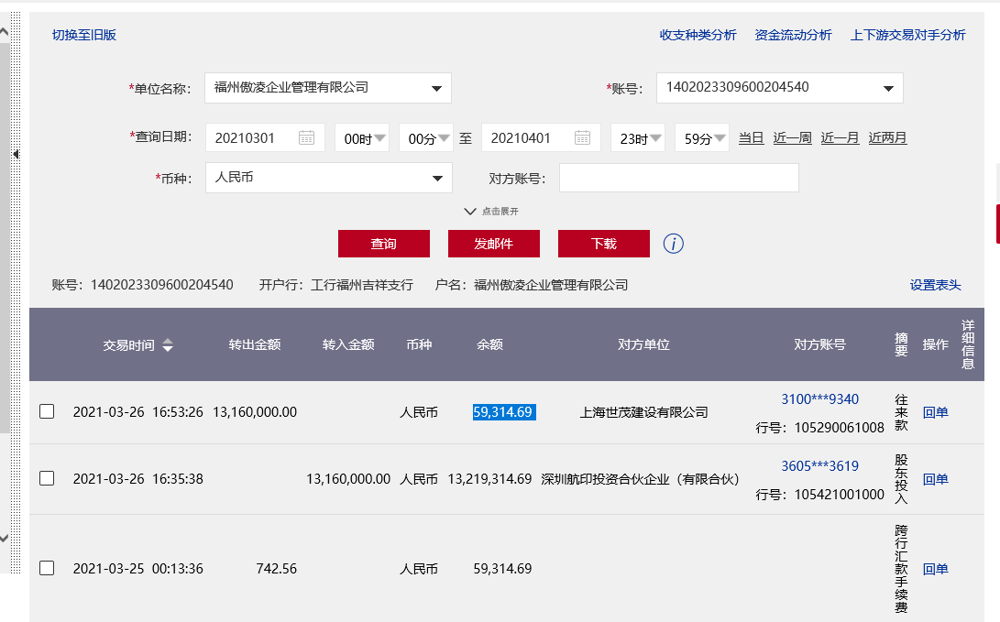 切换至旧版 收支种类分析 资金流动分析 上下游交易对手分析
*单位名称: 福州傲凌企业管理有限公司 *账号: 1402023309600204540
*查询日期: 20210301 00时 00分 至 20210401 23时 59分 当日 近一周 近一月 近两月
*币种: 人民币 对方账号:
点击展开
查询 发邮件 下载 i
账号: 1402023309600204540 开户行: 工行福州吉祥支行 户名: 福州傲凌企业管理有限公司 设置表头
交易时间 转出金额 转入金额 币种 余额 对方单位 对方账号 摘要 操作 详细信息
2021-03-26 16:53:26 13,160,000.00 人民币 59,314.69 上海世茂建设有限公司 3100***9340 往来款 回单
行号: 105290061008
2021-03-26 16:35:38 13,160,000.00 人民币 13,219,314.69 深圳航印投资合伙企业（有限合伙） 3605***3619 股东投入 回单
行号: 105421001000
2021-03-25 00:13:36 742.56 人民币 59,314.69 跨行汇款手续费 回单